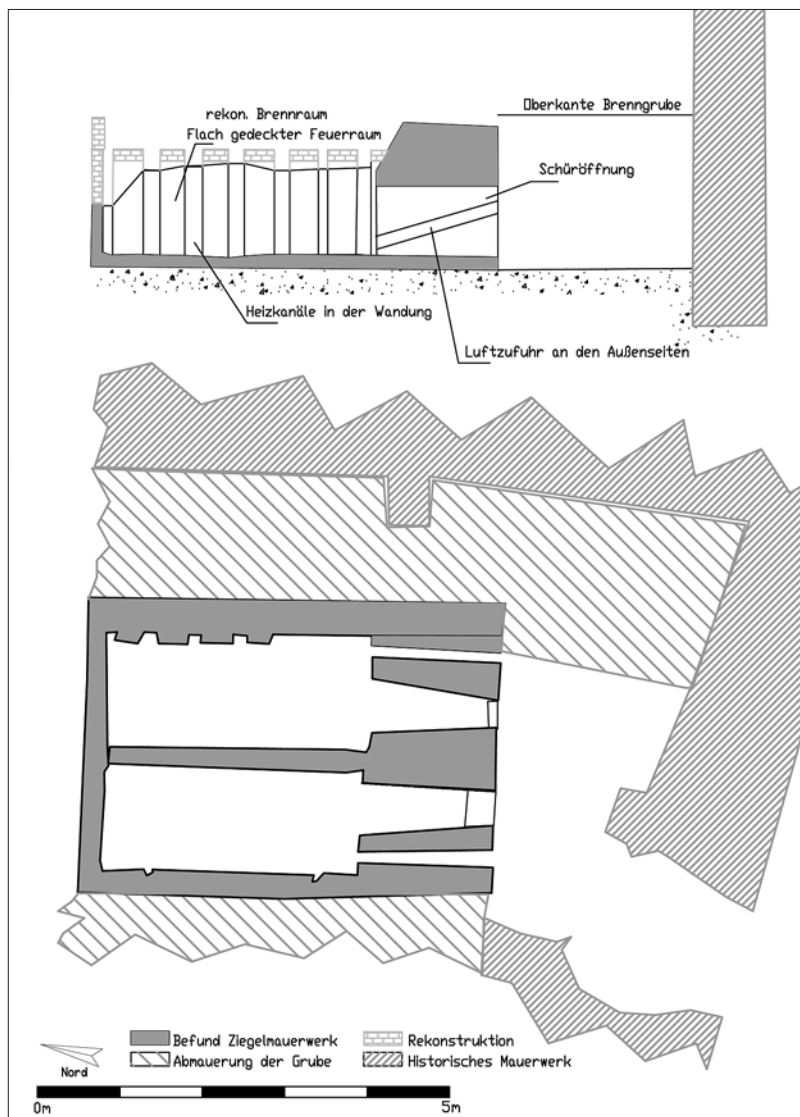 rekon. Brennraum
Flach gedeckter Feuerraum
Oberkante Brenngrube
Schüröffnung
Heizkanäle in der Wandung
Luftzufuhr an den Außenseiten
Nord
Befund Ziegelmauerwerk
Rekonstruktion
Abmauerung der Grube
Historisches Mauerwerk
0m
5m